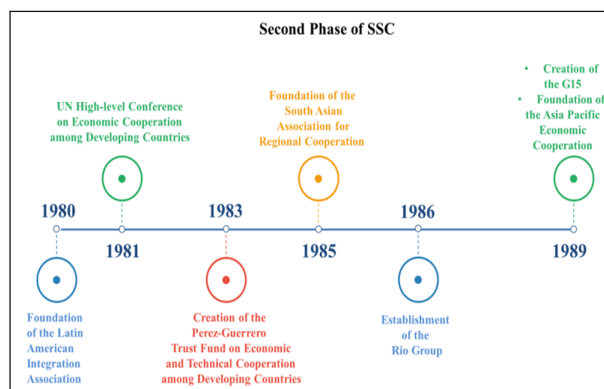 Second Phase of SSC
UN High-level Conference
on Economic Cooperation
among Developing Countries
Foundation of the
South Asian
Association for
Regional Cooperation
• Creation of
the G15
• Foundation of
the Asia Pacific
Economic
Cooperation
1980
1983
1986
1981
1985
1989
Foundation
of the Latin
American
Integration
Association
Creation of the
Perez-Guerrero
Trust Fund on Economic
and Technical Cooperation
among Developing Countries
Establishment
of the
Rio Group